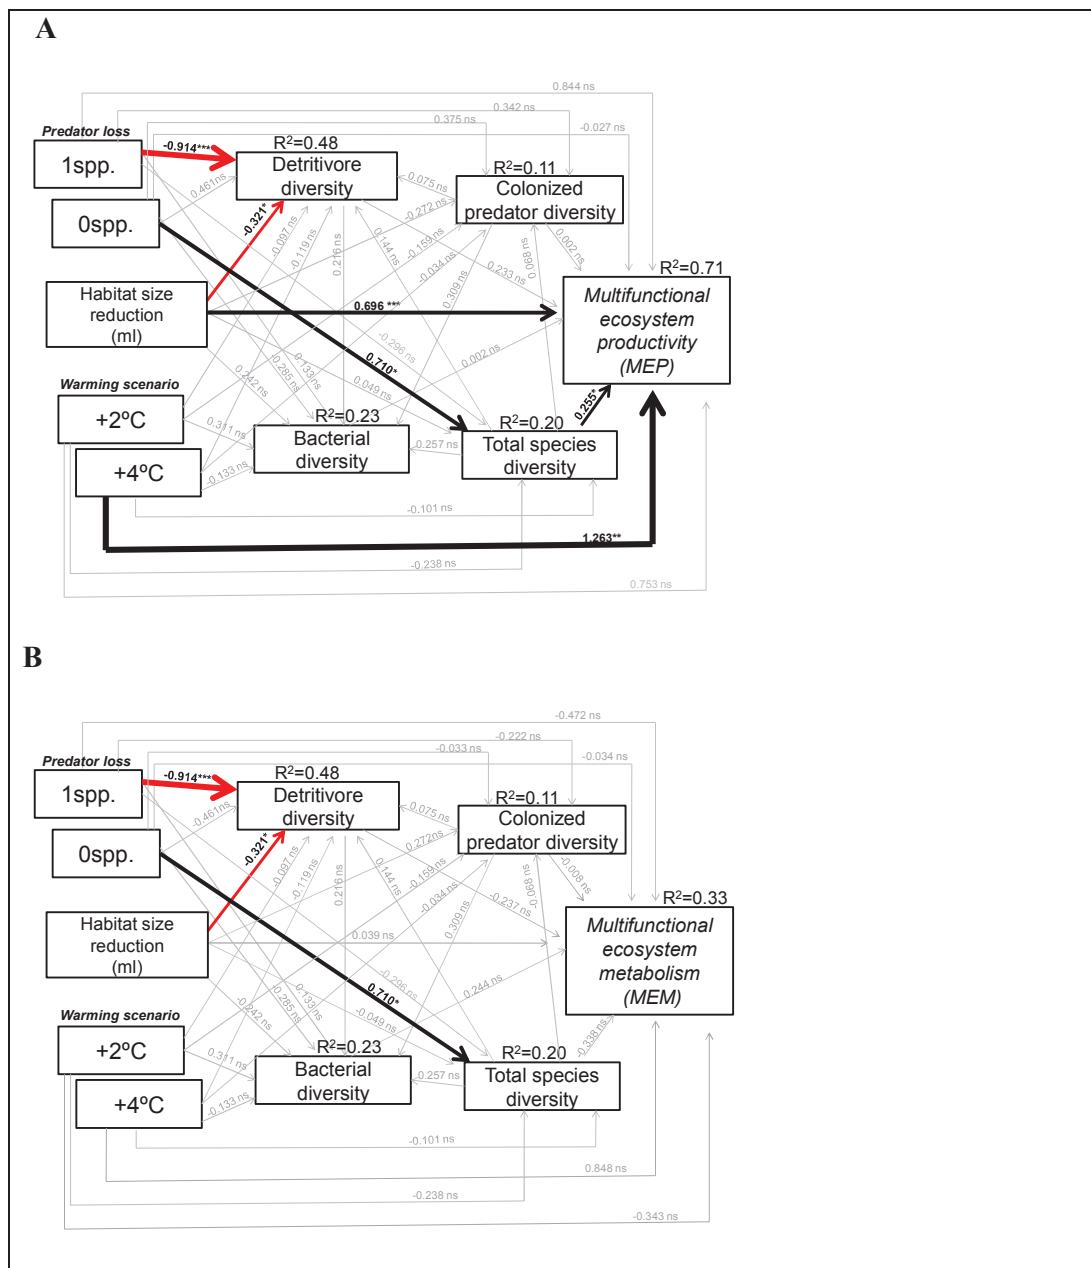 A
0.844 ns
0.342 ns
0.375 ns
-0.027 ns
Predator loss
1spp.
-0.914***
R²=0.48
Detritivore
diversity
0.461ns
0.075 ns
R²=0.11
Colonized
predator diversity
0spp.
-0.321*
-0.272 ns
-0.097 ns
-0.119 ns
0.216 ns
0.144 ns
-0.159 ns
-0.034 ns
0.233 ns
0.309 ns
0.068 ns
0.002 ns
R²=0.71
Multifunctional
ecosystem
productivity
(MEP)
Habitat size
reduction
(ml)
0.696 ***
0.710*
-0.296 ns
0.002 ns
0.242 ns
-0.285 ns
0.133 ns
0.049 ns
0.255*
Warming scenario
+2ºC
0.311 ns
R²=0.23
Bacterial
diversity
0.257 ns
R²=0.20
Total species
diversity
+4ºC
-0.133 ns
-0.101 ns
1.263**
-0.238 ns
0.753 ns
B
-0.472 ns
-0.222 ns
-0.033 ns
-0.034 ns
Predator loss
1spp.
-0.914***
R²=0.48
Detritivore
diversity
-0.461ns
0.075 ns
R²=0.11
Colonized
predator diversity
0spp.
-0.321*
0.272ns
-0.097 ns
-0.119 ns
0.216 ns
0.144 ns
-0.159 ns
-0.034 ns
-0.237 ns
0.309 ns
-0.068 ns
-0.008 ns
R²=0.33
Multifunctional
ecosystem
metabolism
(MEM)
Habitat size
reduction
(ml)
0.039 ns
0.710*
-0.296 ns
0.244 ns
-0.242 ns
0.285 ns
0.133 ns
-0.049 ns
-0.338 ns
Warming scenario
+2ºC
0.311 ns
R²=0.23
Bacterial
diversity
0.257 ns
R²=0.20
Total species
diversity
+4ºC
-0.133 ns
-0.101 ns
0.848 ns
-0.238 ns
-0.343 ns